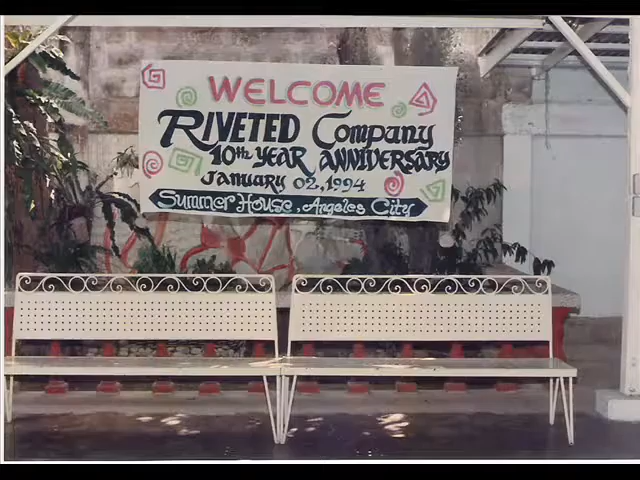 WELCOME
RIVETED Company
10th YEAR ANNIVERSARY
January 02, 1994
Summer House, Angeles City